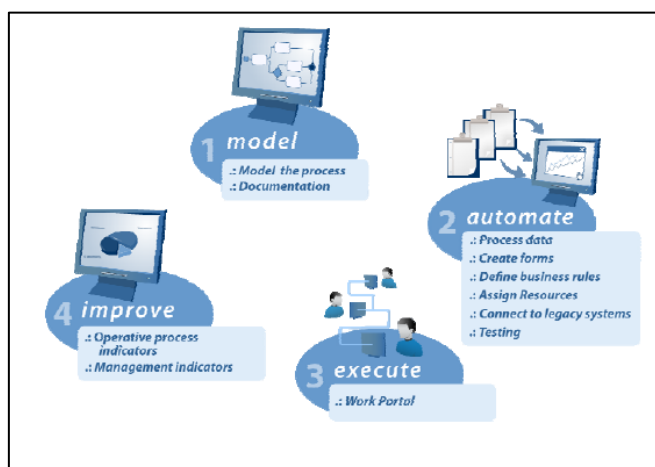 1 model
.: Model the process
.: Documentation
2 automate
.: Process data
.: Create forms
.: Define business rules
.: Assign Resources
.: Connect to legacy systems
.: Testing
3 execute
.: Work Portal
4 improve
.: Operative process
indicators
.: Management indicators